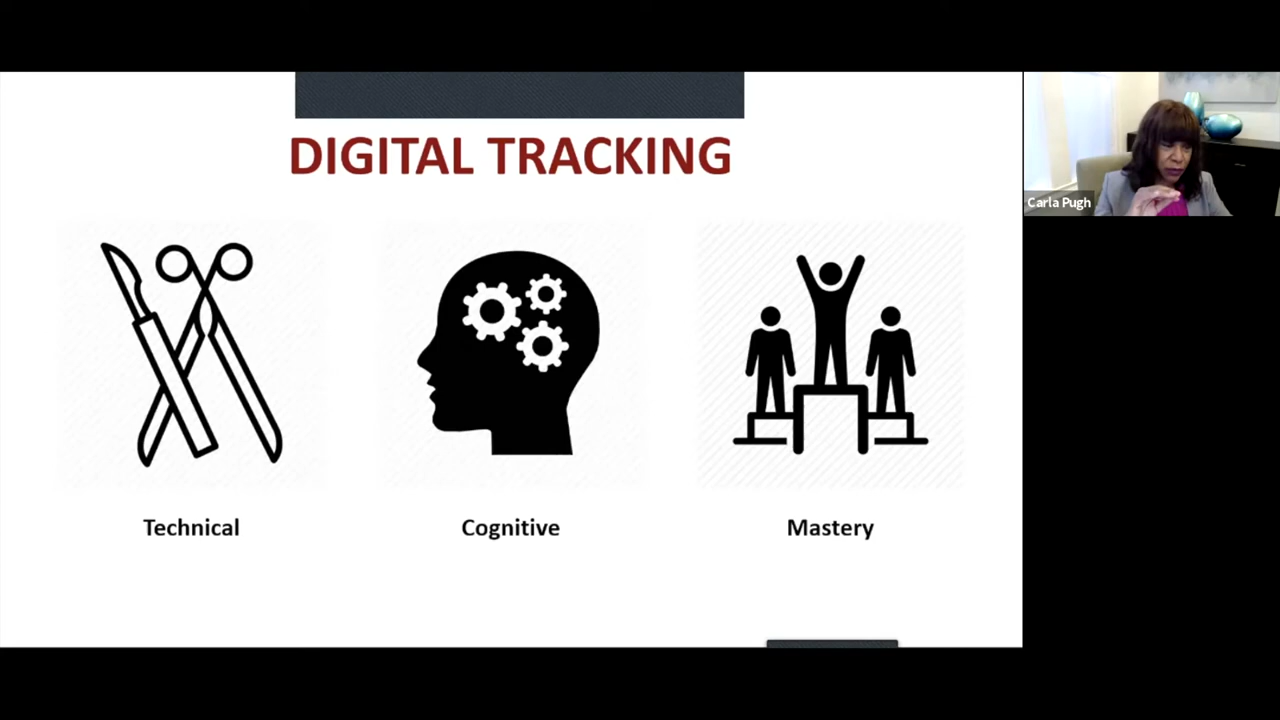 DIGITAL TRACKING
Carla Pugh
Technical
Cognitive
Mastery